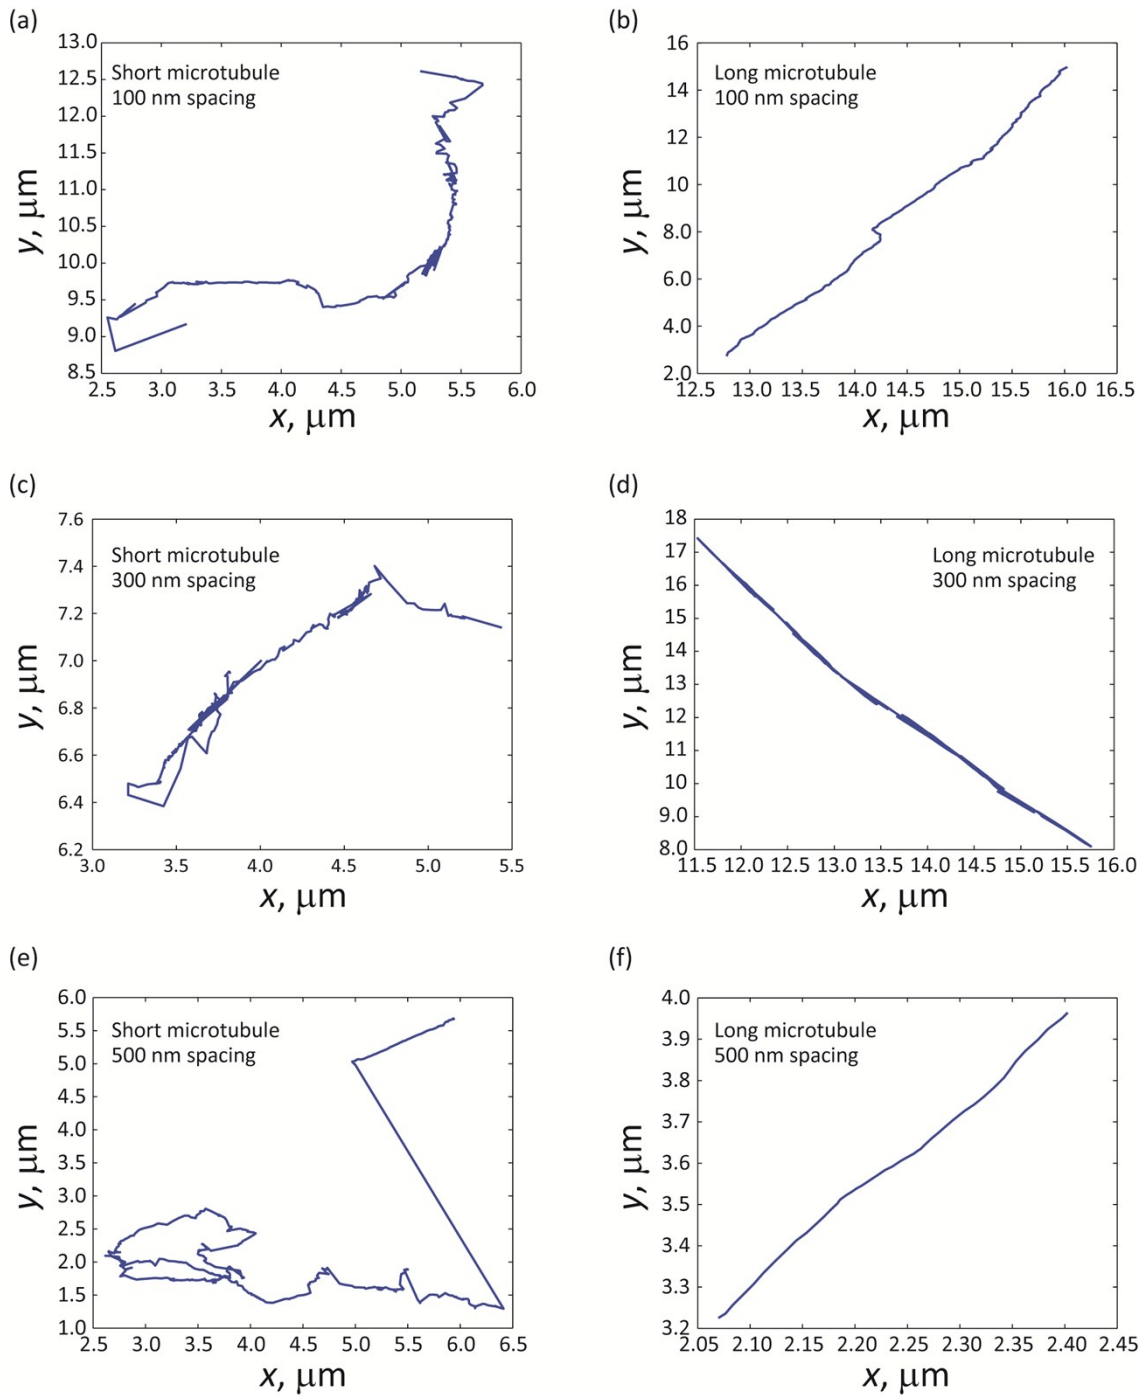 (a)
13.0
12.5
12.0
11.5
11.0
10.5
10.0
9.5
9.0
8.5
Short microtubule
100 nm spacing
y, μm
2.5 3.0 3.5 4.0 4.5 5.0 5.5 6.0
x, μm
(b)
16
14
12
10
8.0
6.0
4.0
2.0
Long microtubule
100 nm spacing
y, μm
12.5 13.0 13.5 14.0 14.5 15.0 15.5 16.0 16.5
x, μm
(c)
7.6
7.4
7.2
7.0
6.8
6.6
6.4
6.2
Short microtubule
300 nm spacing
y, μm
3.0 3.5 4.0 4.5 5.0 5.5
x, μm
(d)
18
17
16
14
14
13
12
11
10
9.0
8.0
Long microtubule
300 nm spacing
y, μm
11.5 12.0 12.5 13.0 13.5 14.0 14.5 15.0 15.5 16.0
x, μm
(e)
6.0
5.5
5.0
4.5
4.0
3.5
3.0
2.5
2.0
1.5
1.0
Short microtubule
500 nm spacing
y, μm
2.5 3.0 3.5 4.0 4.5 5.0 5.5 6.0 6.5
x, μm
(f)
4.0
3.9
3.8
3.7
3.6
3.5
3.4
3.3
3.2
Long microtubule
500 nm spacing
y, μm
2.05 2.10 2.15 2.20 2.20 2.30 2.35 2.40 2.45
x, μm